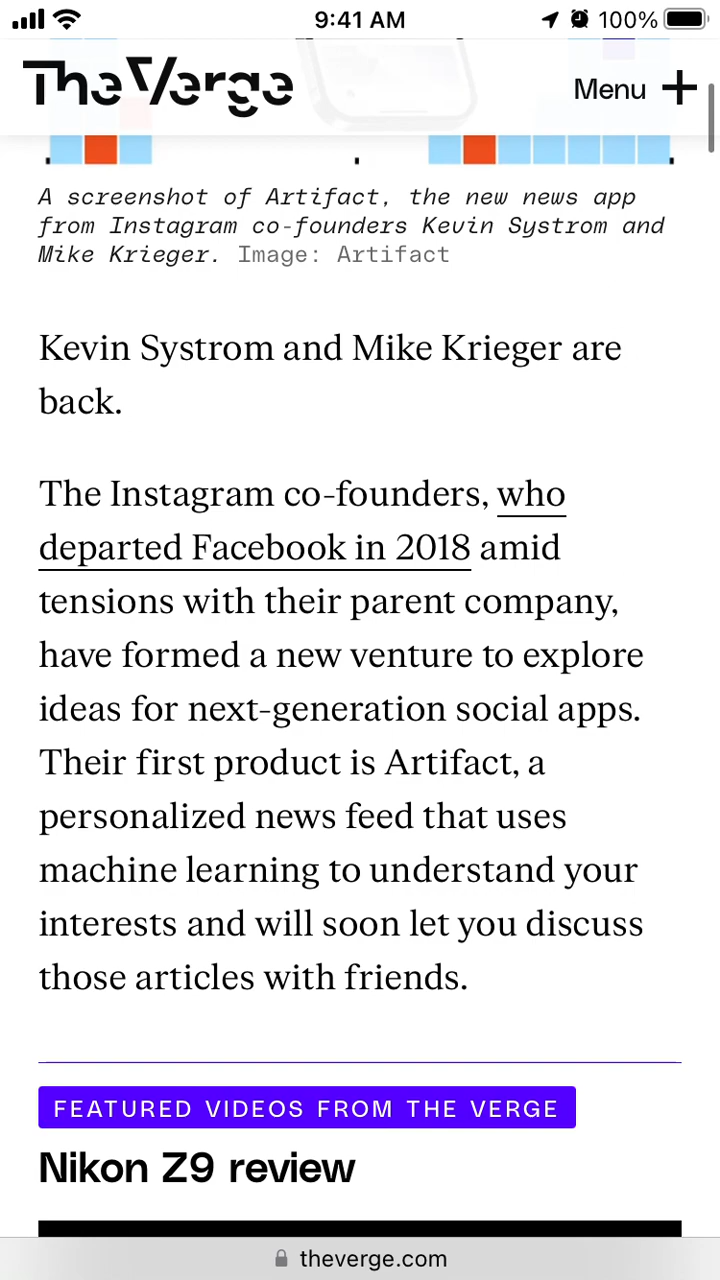 9:41 AM
100%
The Verge
Menu
A screenshot of Artifact, the new news app
from Instagram co-founders Kevin Systrom and
Mike Krieger. Image: Artifact
Kevin Systrom and Mike Krieger are
back.
The Instagram co-founders, who
departed Facebook in 2018 amid
tensions with their parent company,
have formed a new venture to explore
ideas for next-generation social apps.
Their first product is Artifact, a
personalized news feed that uses
machine learning to understand your
interests and will soon let you discuss
those articles with friends.
FEATURED VIDEOS FROM THE VERGE
Nikon Z9 review
theverge.com